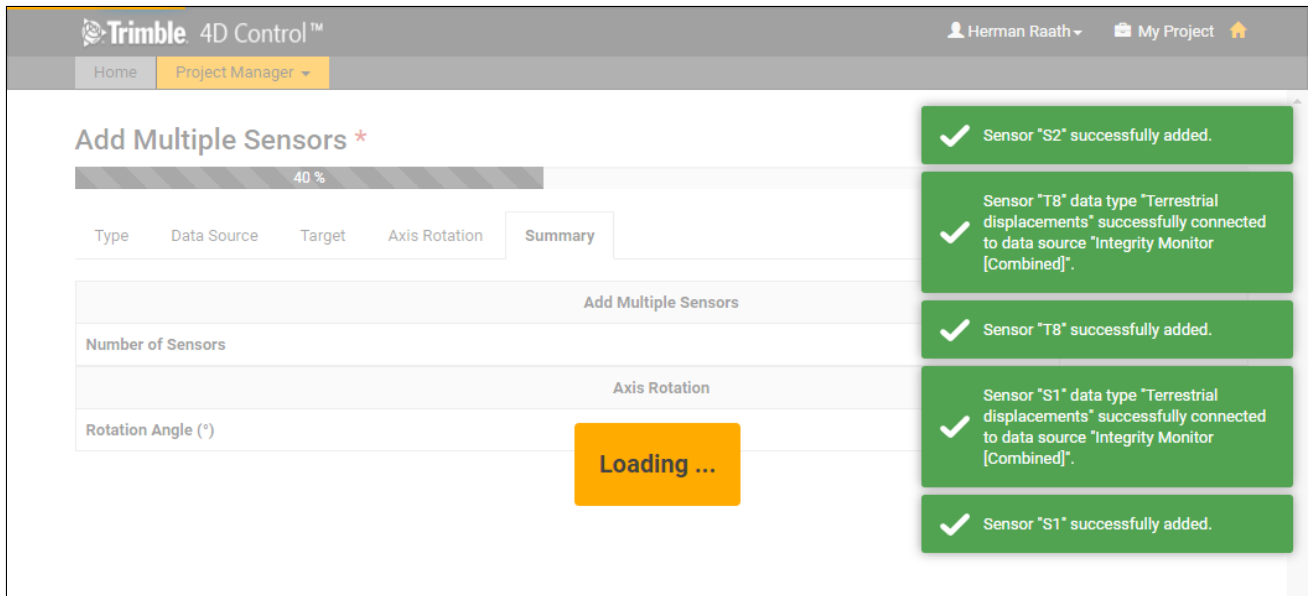 Trimble. 4D Control™
Herman Raath
My Project
Home
Project Manager
Add Multiple Sensors *
40 %
Type
Data Source
Target
Axis Rotation
Summary
Add Multiple Sensors
Number of Sensors
Axis Rotation
Rotation Angle (°)
Loading ...
Sensor "S2" successfully added.
Sensor "T8" data type "Terrestrial
displacements" successfully connected
to data source "Integrity Monitor
[Combined]".
Sensor "T8" successfully added.
Sensor "S1" data type "Terrestrial
displacements" successfully connected
to data source "Integrity Monitor
[Combined]".
Sensor "S1" successfully added.